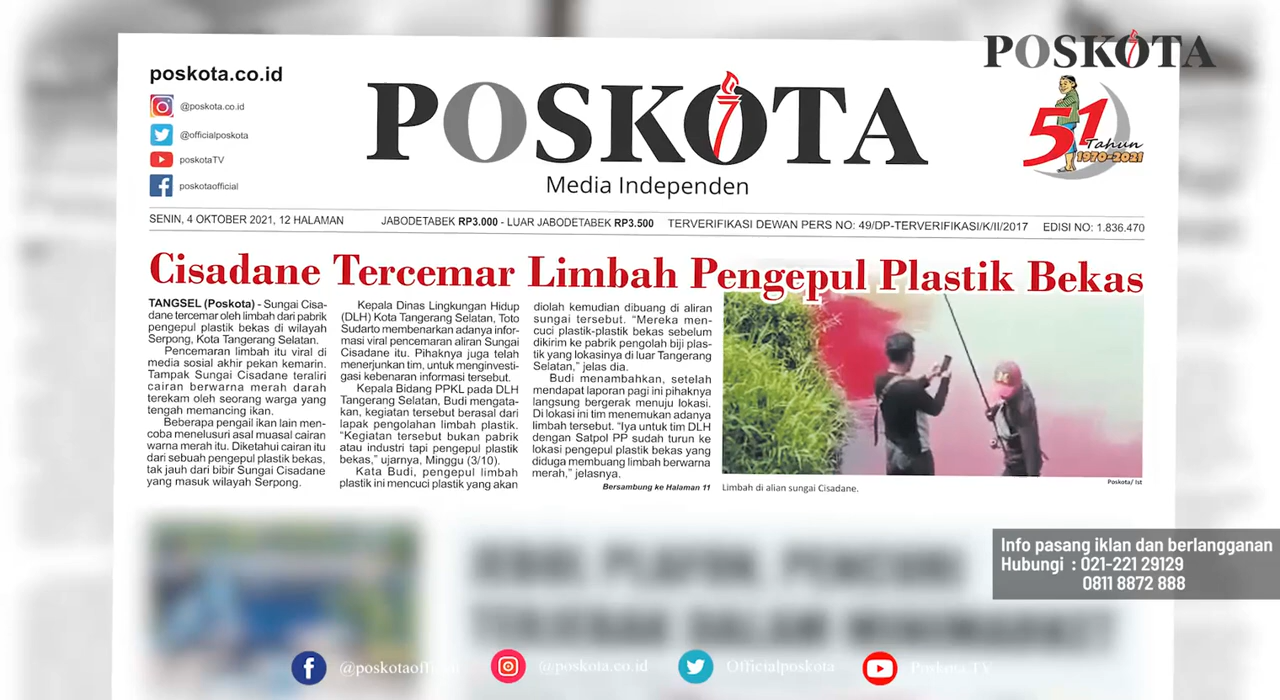 POSKOTA
poskota.co.id
@poskota.co.id
@officialposkota
poskotaTV
poskotaofficial
POSKOTA
Media Independen
51
Tahun
1970-2021
SENIN, 4 OKTOBER 2021, 12 HALAMAN
JABODETABEK RP3.000 - LUAR JABODETABEK RP3.500
TERVERIFIKASI DEWAN PERS NO: 49/DP-TERVERIFIKASI/K/II/2017
EDISI NO: 1.836.470
Cisadane Tercemar Limbah Pengepul Plastik Bekas
TANGSEL (Poskota) - Sungai Cisa-
dane tercemar oleh limbah dari pabrik
pengepul plastik bekas di wilayah
Serpong, Kota Tangerang Selatan.
Pencemaran limbah itu viral di
media sosial akhir pekan kemarin.
Tampak Sungai Cisadane teraliri
cairan berwarna merah darah
terekam oleh seorang warga yang
tengah memancing ikan.
Beberapa pengail ikan lain men-
coba menelusuri asal muasal cairan
warna merah itu. Diketahui cairan itu
dari sebuah pengepul plastik bekas,
tak jauh dari bibir Sungai Cisadane
yang masuk wilayah Serpong.
Kepala Dinas Lingkungan Hidup
(DLH) Kota Tangerang Selatan, Toto
Sudarto membenarkan adanya infor-
masi viral pencemaran aliran Sungai
Cisadane itu. Pihaknya juga telah
menerjunkan tim, untuk menginvesti-
gasi kebenaran informasi tersebut.
Kepala Bidang PPKL pada DLH
Tangerang Selatan, Budi mengata-
kan, kegiatan tersebut berasal dari
lapak pengolahan limbah plastik.
“Kegiatan tersebut bukan pabrik
atau industri tapi pengepul plastik
bekas,” ujarnya, Minggu (3/10).
Kata Budi, pengepul limbah
plastik ini mencuci plastik yang akan
diolah kemudian dibuang di aliran
sungai tersebut. “Mereka men-
cuci plastik-plastik bekas sebelum
dikirim ke pabrik pengolah biji plas-
tik yang lokasinya di luar Tangerang
Selatan,” jelas dia.
Budi menambahkan, setelah
mendapat laporan pagi ini pihaknya
langsung bergerak menuju lokasi.
Di lokasi ini tim menemukan adanya
limbah tersebut. “Iya untuk tim DLH
dengan Satpol PP sudah turun ke
lokasi pengepul plastik bekas yang
diduga membuang limbah berwarna
merah,” jelasnya.
Bersambung ke Halaman 11
Poskota/ Ist
Limbah di alian sungai Cisadane.
Info pasang iklan dan berlangganan
Hubungi : 021-221 29129
0811 8872 888
@poskotaofficial
@poskota.co.id
Officialposkota
Poskota TV